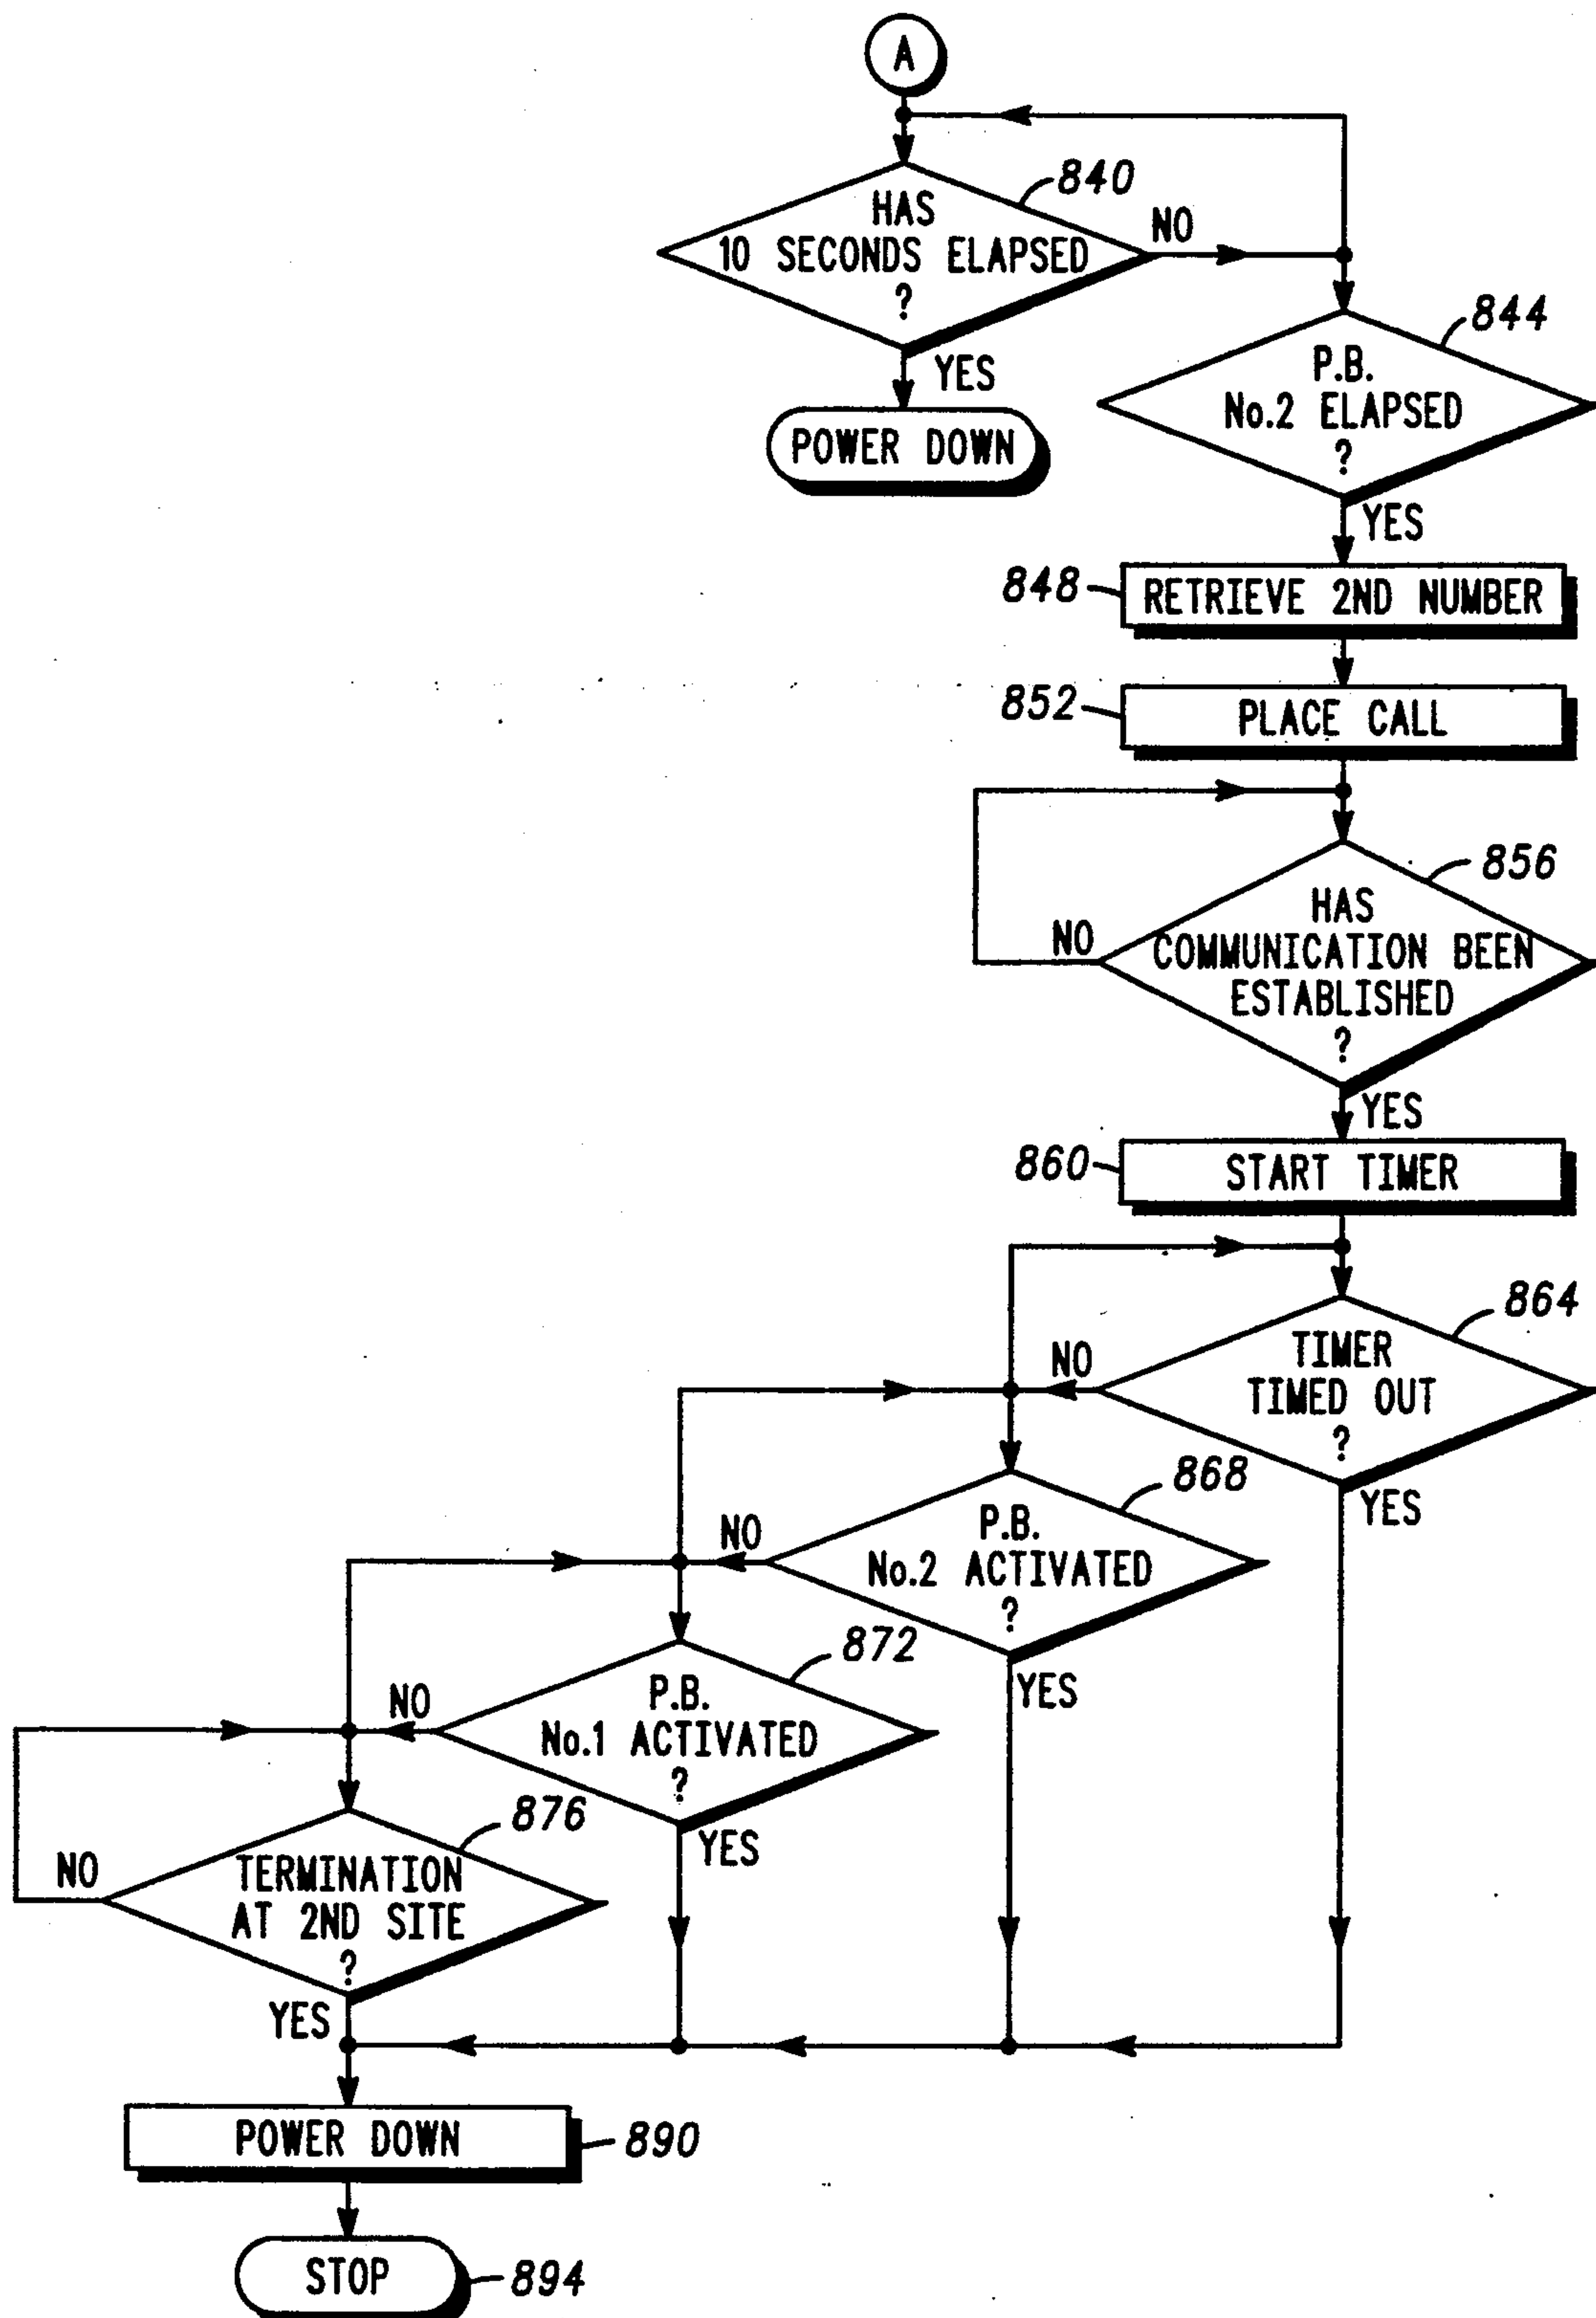 A
840
HAS
10 SECONDS ELAPSED
?
NO
YES
POWER DOWN
844
P.B.
No.2 ELAPSED
?
YES
848
RETRIEVE 2ND NUMBER
852
PLACE CALL
856
HAS
COMMUNICATION BEEN
ESTABLISHED
?
NO
YES
860
START TIMER
864
TIMER
TIMED OUT
?
NO
YES
868
P.B.
No.2 ACTIVATED
?
NO
YES
872
P.B.
No.1 ACTIVATED
?
NO
YES
876
TERMINATION
AT 2ND SITE
?
NO
YES
POWER DOWN
890
STOP
894